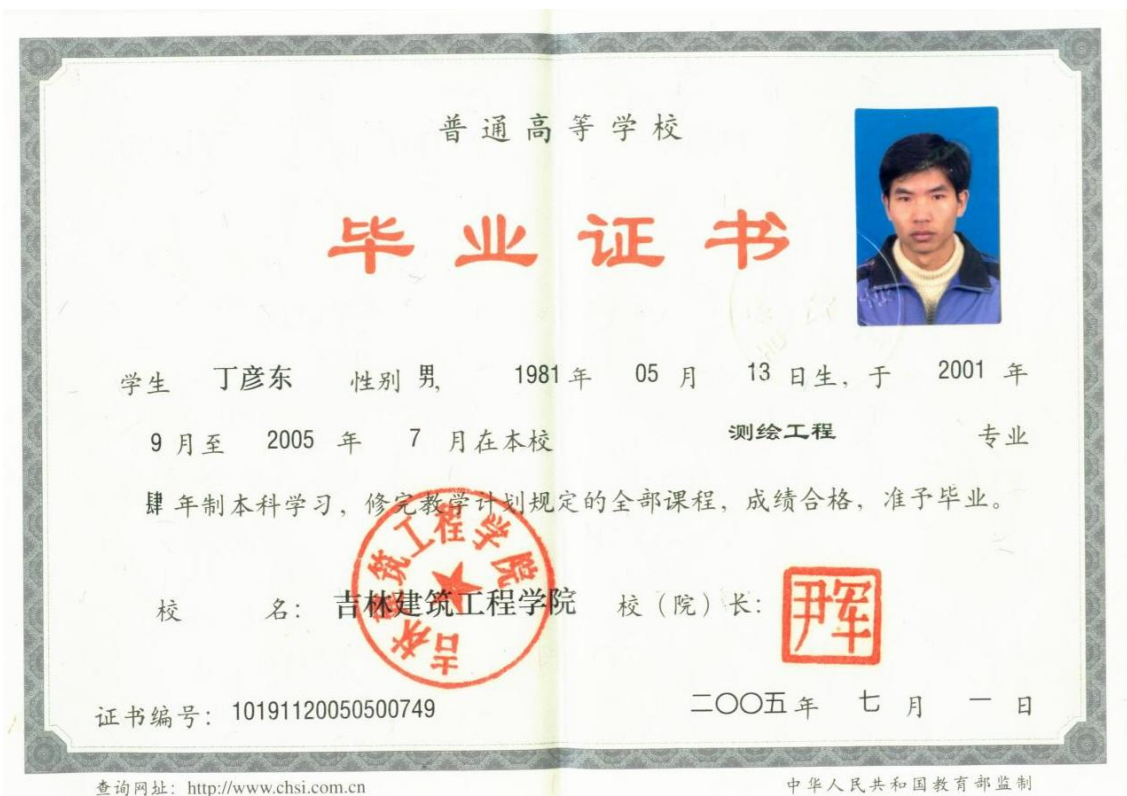 普通高等学校
毕业证书
学生 丁彦东 性别 男, 1981 年 05 月 13 日生, 于 2001 年
9 月至 2005 年 7 月在本校 测绘工程 专业
肆 年制本科学习, 修完教学计划规定的全部课程, 成绩合格, 准予毕业。
吉林建筑工程学院
校 名: 吉林建筑工程学院 校(院)长: 尹军
证书编号: 10191120050500749 二〇〇五年 七 月 一 日
查询网址: http://www.chsi.com.cn 中华人民共和国教育部监制